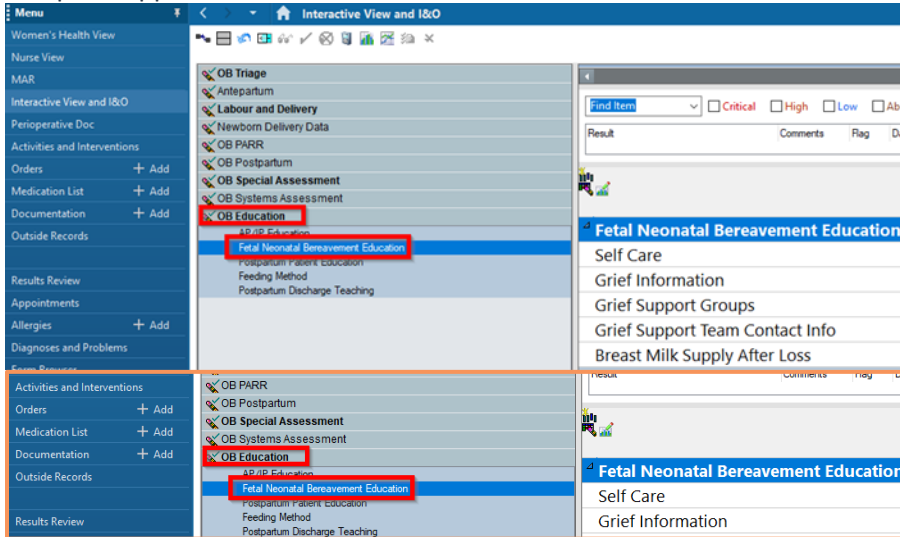 Menu
Interactive View and I&O
Women's Health View
Nurse View
MAR
Interactive View and I&O
Perioperative Doc
Activities and Interventions
Orders + Add
Medication List + Add
Documentation + Add
Outside Records
Results Review
Appointments
Allergies + Add
Diagnoses and Problems
Form Browser
OB Triage
Antepartum
Labour and Delivery
Newborn Delivery Data
OB PARR
OB Postpartum
OB Special Assessment
OB Systems Assessment
OB Education
AP/IP Education
Fetal Neonatal Bereavement Education
Postpartum Patient Education
Feeding Method
Postpartum Discharge Teaching
Find Item Critical High Low Ab
Result Comments Flag Da
Fetal Neonatal Bereavement Education
Self Care
Grief Information
Grief Support Groups
Grief Support Team Contact Info
Breast Milk Supply After Loss
Activities and Interventions
Orders + Add
Medication List + Add
Documentation + Add
Outside Records
Results Review
OB PARR
OB Postpartum
OB Special Assessment
OB Systems Assessment
OB Education
AP/IP Education
Fetal Neonatal Bereavement Education
Postpartum Patient Education
Feeding Method
Postpartum Discharge Teaching
Result Comments Flag D
Fetal Neonatal Bereavement Education
Self Care
Grief Information